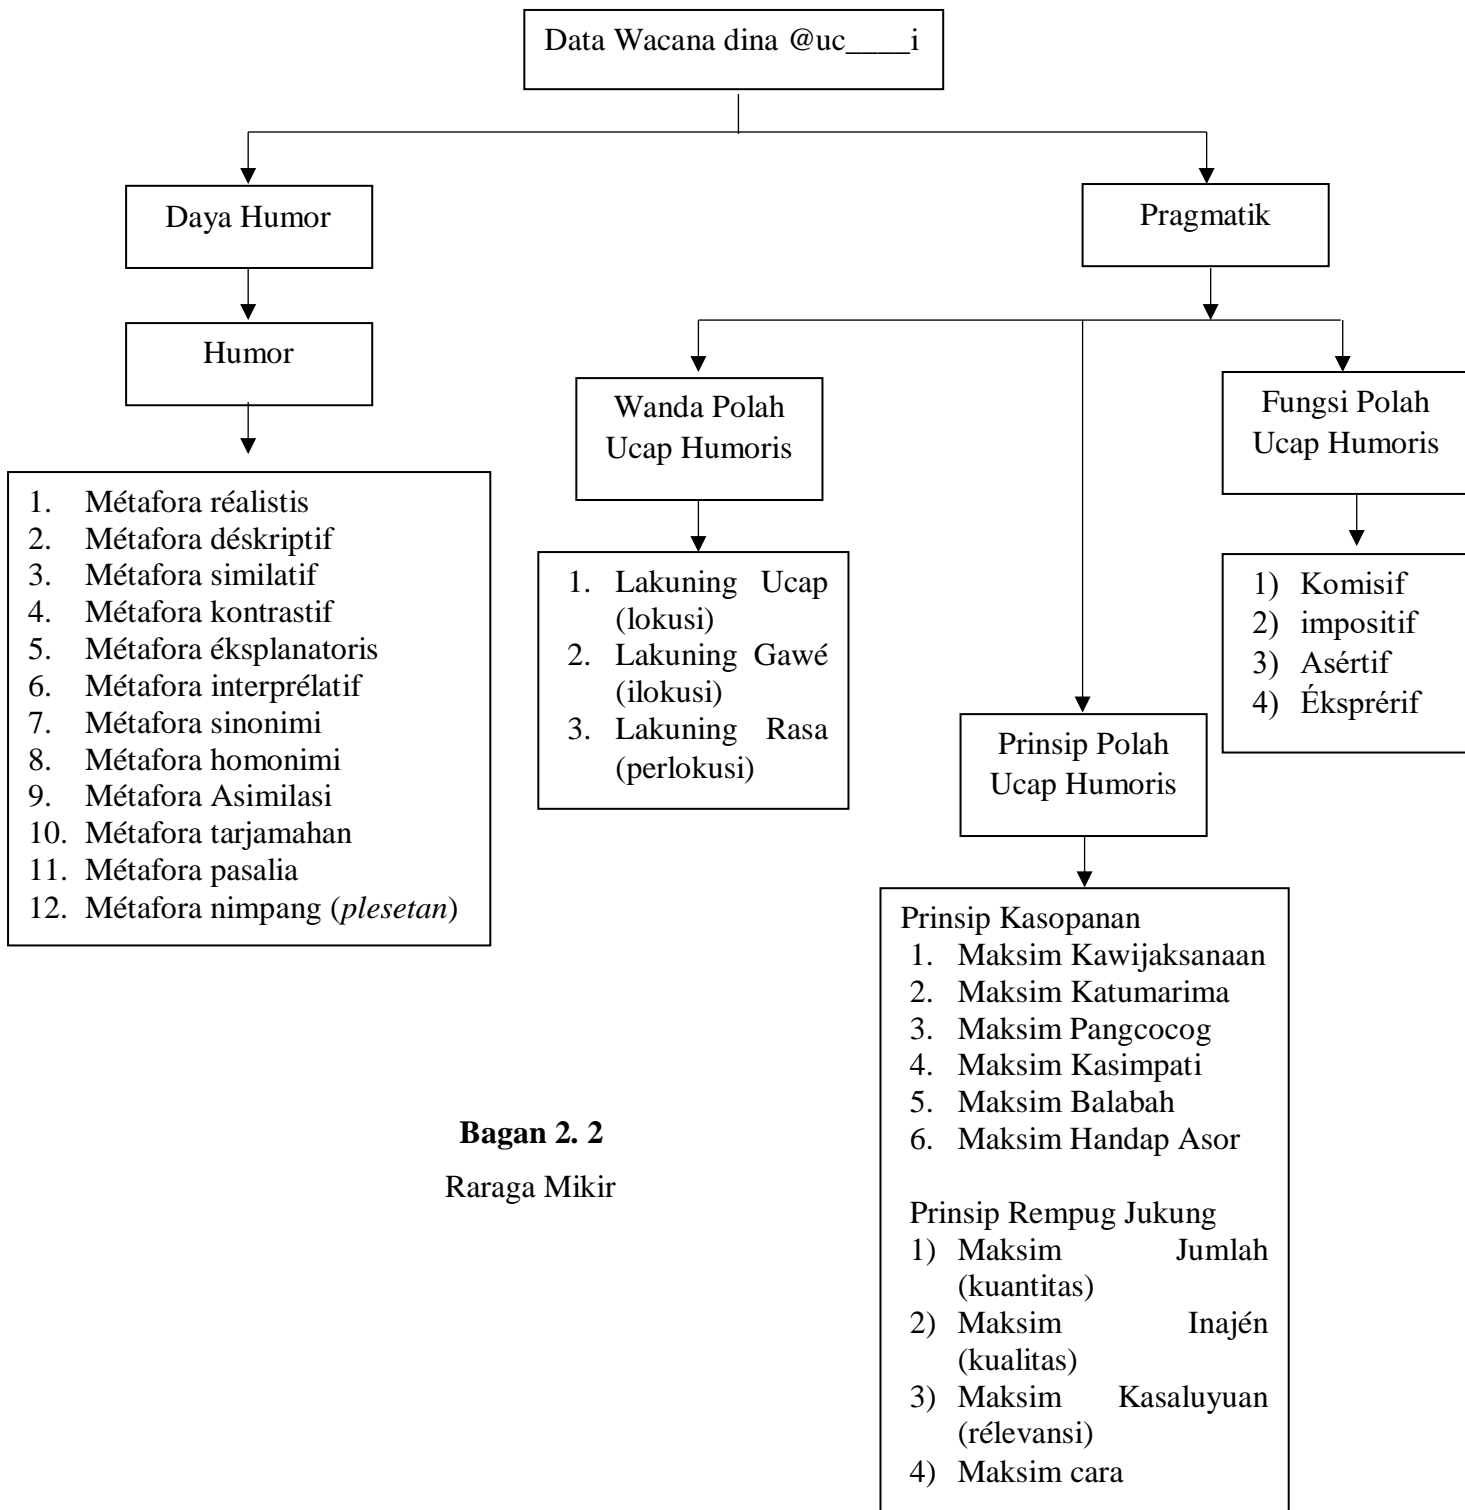 Data Wacana dina @uc____i
Daya Humor
Pragmatik
Humor
Wanda Polah
Ucap Humoris
Fungsi Polah
Ucap Humoris
1. Métafora réalistis
2. Métafora déskriptif
3. Métafora similatif
4. Métafora kontrastif
5. Métafora éksplanatoris
6. Métafora interprélatif
7. Métafora sinonimi
8. Métafora homonimi
9. Métafora Asimilasi
10. Métafora tarjamahan
11. Métafora pasalia
12. Métafora nimpang (plesetan)
1. Lakuning Ucap
(lokusi)
2. Lakuning Gawé
(ilokusi)
3. Lakuning Rasa
(perlokusi)
1) Komisif
2) impositif
3) Asértif
4) Éksprérif
Prinsip Polah
Ucap Humoris
Prinsip Kasopanan
1. Maksim Kawijaksanaan
2. Maksim Katumarima
3. Maksim Pangcocog
4. Maksim Kasimpati
5. Maksim Balabah
6. Maksim Handap Asor
Prinsip Rempug Jukung
1) Maksim Jumlah
(kuantitas)
2) Maksim Inajén
(kualitas)
3) Maksim Kasaluyuan
(rélevansi)
4) Maksim cara
Bagan 2. 2
Raraga Mikir